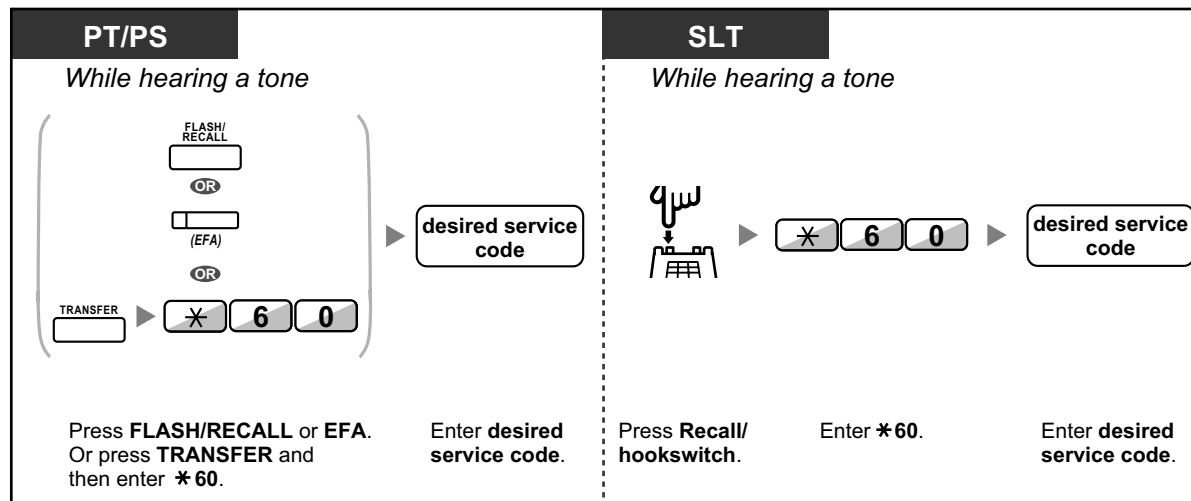 PT/PS
While hearing a tone
FLASH/
RECALL
OR
(EFA)
OR
TRANSFER
* 6 0
desired service
code
Press FLASH/RECALL or EFA.
Or press TRANSFER and
then enter *60.
Enter desired
service code.
SLT
While hearing a tone
* 6 0
desired service
code
Press Recall/
hookswitch.
Enter *60.
Enter desired
service code.